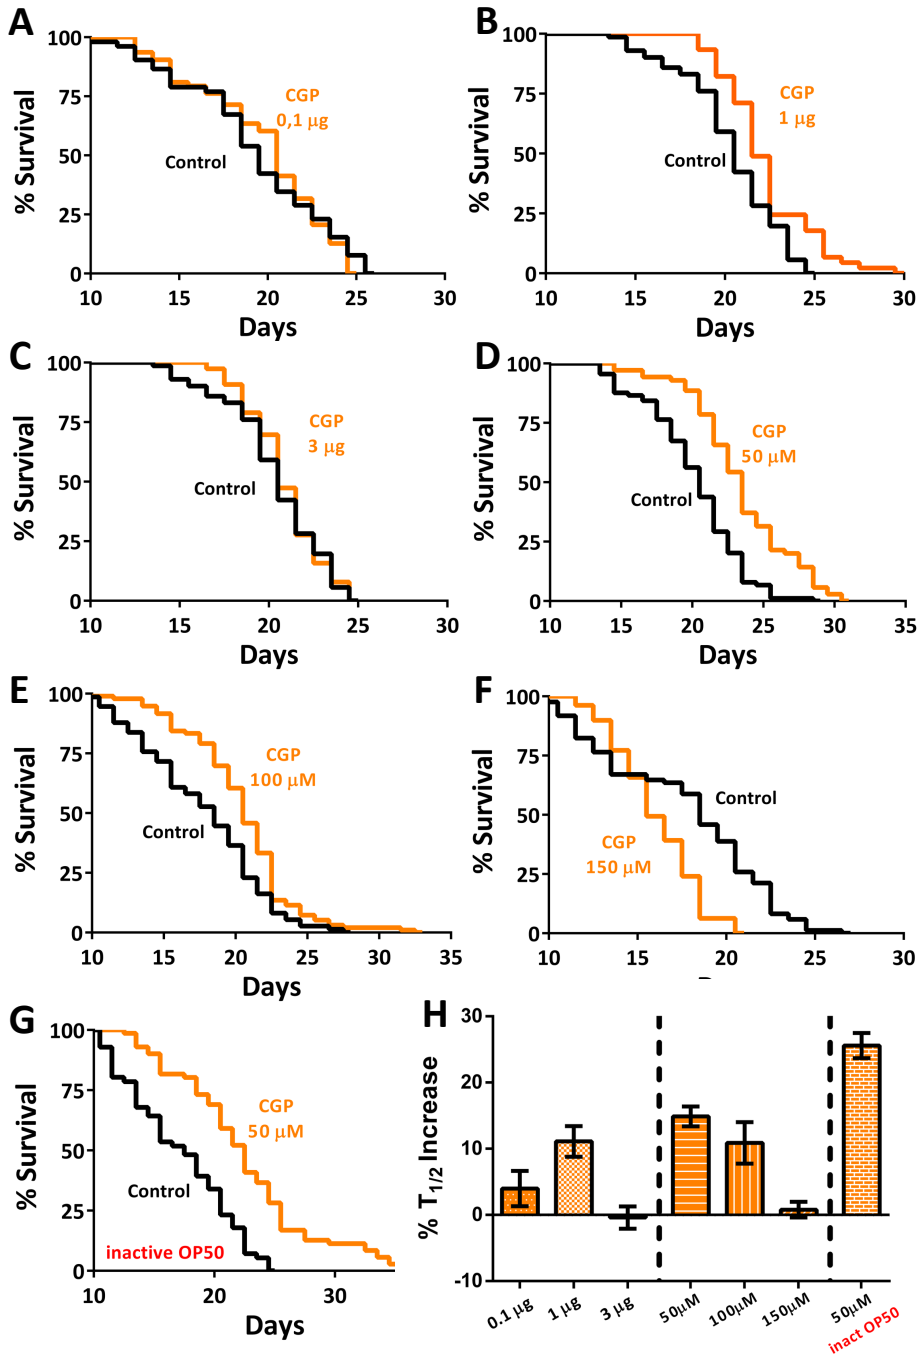 A
% Survival
100
75
50
25
0
CGP
0,1 µg
Control
10
15
20
25
30
Days
B
% Survival
100
75
50
25
0
CGP
1 µg
Control
10
15
20
25
30
Days
C
% Survival
100
75
50
25
0
CGP
3 µg
Control
10
15
20
25
30
Days
D
% Survival
100
75
50
25
0
CGP
50 µM
Control
10
15
20
25
30
35
Days
E
% Survival
100
75
50
25
0
CGP
100 µM
Control
10
15
20
25
30
35
Days
F
% Survival
100
75
50
25
0
Control
CGP
150 µM
10
15
20
25
30
G
% Survival
100
75
50
25
0
CGP
50 µM
Control
inactive OP50
10
20
30
Days
H
% T1/2 Increase
30
20
10
0
-10
0.1 µg
1 µg
3 µg
50µM
100µM
150µM
50µM
inact OP50